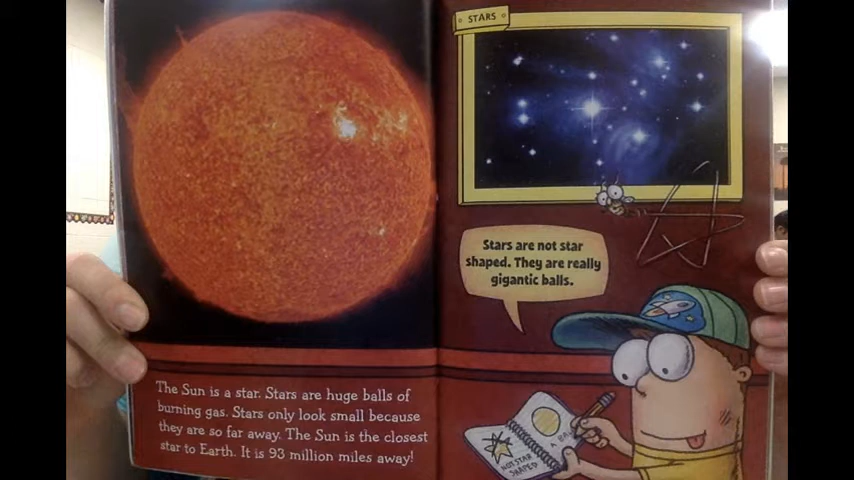 The Sun is a star. Stars are huge balls of
burning gas. Stars only look small because
they are so far away. The Sun is the closest
star to Earth. It is 93 million miles away!
STARS
Stars are not star
shaped. They are really
gigantic balls.
NOT STAR
SHAPED
A BALL